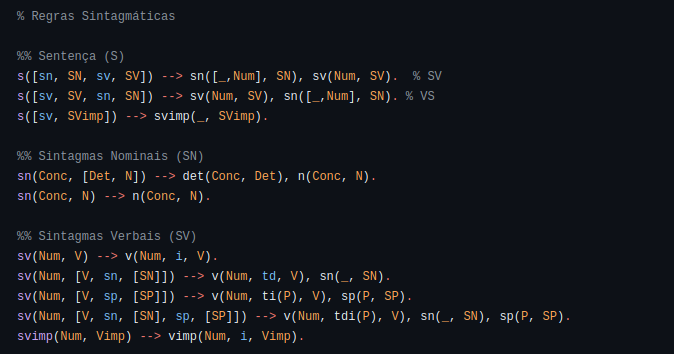 % Regras Sintagmáticas
%% Sentença (S)
s([sn, SN, sv, SV]) --> sn([_,Num], SN), sv(Num, SV).  % SV
s([sv, SV, sn, SN]) --> sv(Num, SV), sn([_,Num], SN). % VS
s([sv, SVimp]) --> svimp(_, SVimp).
%% Sintagmas Nominais (SN)
sn(Conc, [Det, N]) --> det(Conc, Det), n(Conc, N).
sn(Conc, N) --> n(Conc, N).
%% Sintagmas Verbais (SV)
sv(Num, V) --> v(Num, i, V).
sv(Num, [V, sn, [SN]]) --> v(Num, td, V), sn(_, SN).
sv(Num, [V, sp, [SP]]) --> v(Num, ti(P), V), sp(P, SP).
sv(Num, [V, sn, [SN], sp, [SP]]) --> v(Num, tdi(P), V), sn(_, SN), sp(P, SP).
svimp(Num, Vimp) --> vimp(Num, i, Vimp).